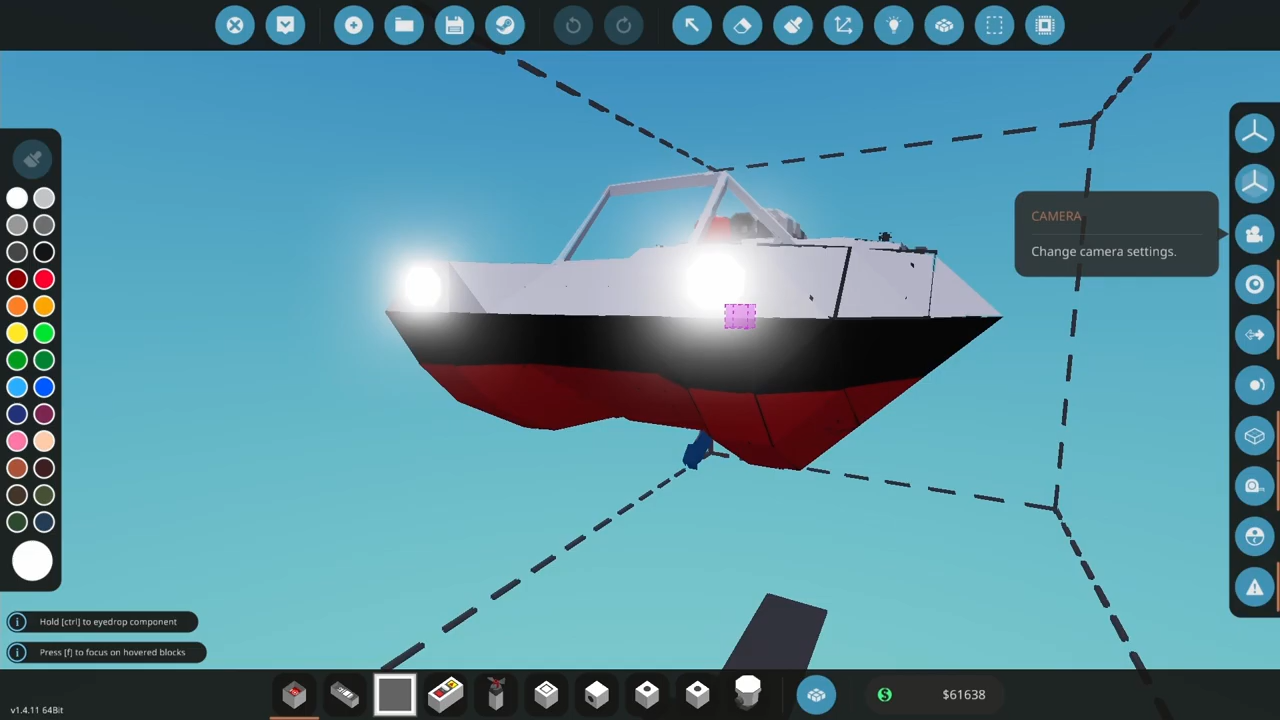 CAMERA
Change camera settings.
Hold [ctrl] to eyedrop component
Press [f] to focus on hovered blocks
v1.4.11 64Bit
$61638